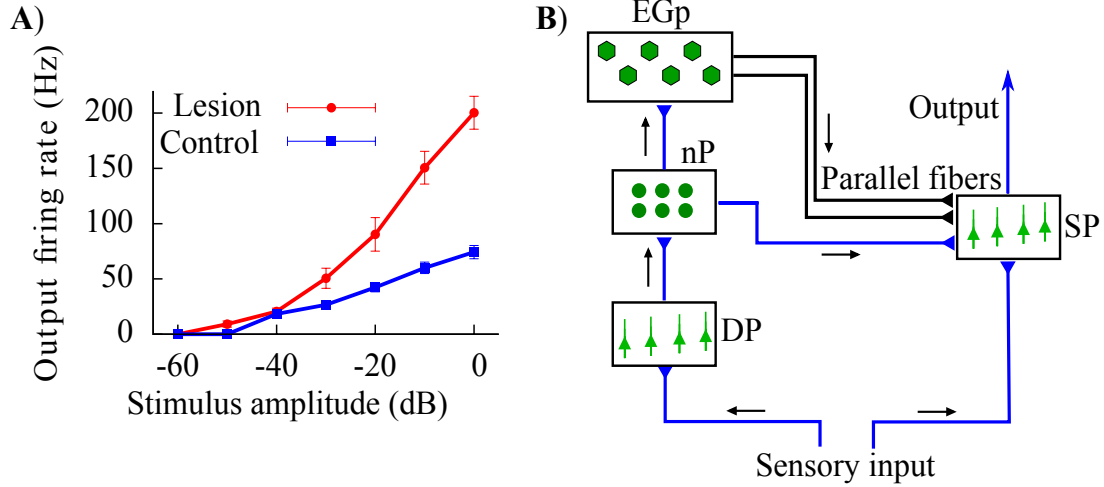 A)
Output firing rate (Hz)
200
150
100
50
0
Lesion
Control
-60
-40
-20
0
Stimulus amplitude (dB)
B)
EGp
nP
Output
Parallel fibers
SP
DP
Sensory input